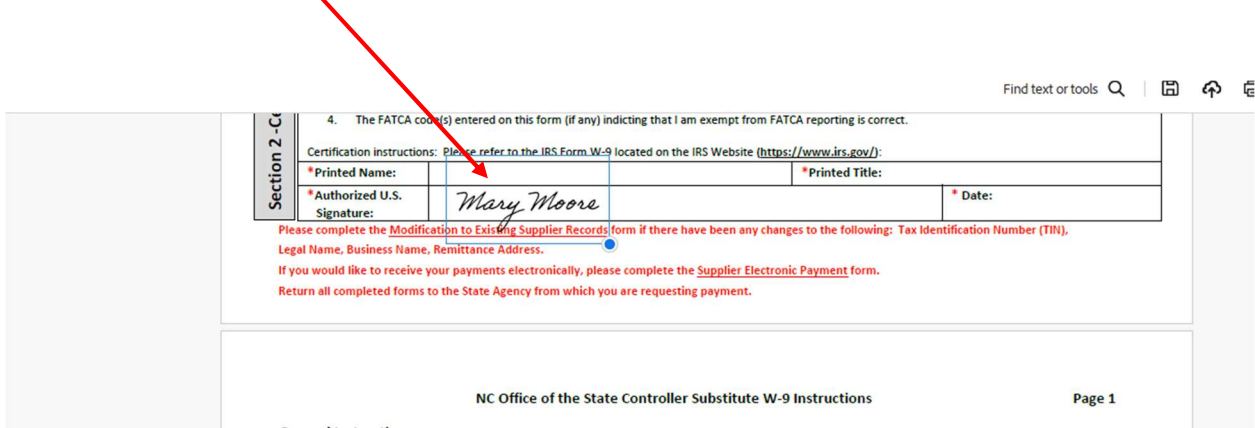 Find text or tools
4. The FATCA code(s) entered on this form (if any) indicting that I am exempt from FATCA reporting is correct.
Certification instructions: Please refer to the IRS Form W-9 located on the IRS Website (https://www.irs.gov/):
Section 2 -Ce
*Printed Name: *Printed Title:
*Authorized U.S. Mary Moore * Date:
Signature:
Please complete the Modification to Existing Supplier Records form if there have been any changes to the following: Tax Identification Number (TIN),
Legal Name, Business Name, Remittance Address.
If you would like to receive your payments electronically, please complete the Supplier Electronic Payment form.
Return all completed forms to the State Agency from which you are requesting payment.
NC Office of the State Controller Substitute W-9 Instructions Page 1